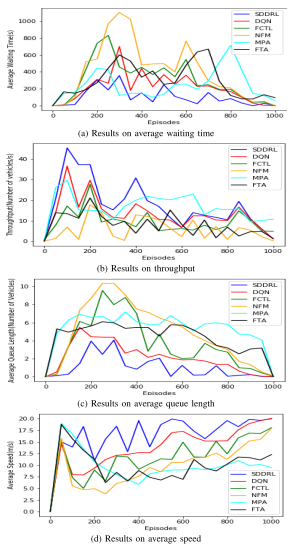 Average Waiting Time(s)
1000
800
600
400
200
0
0 200 400 600 800 1000
Episodes
SDDRL
DQN
FCTL
NFM
MPA
FTA
(a) Results on average waiting time
Throughput(Number of vehicle(s)
40
30
20
10
0
0 200 400 600 800 1000
Episodes
SDDRL
DQN
FCTL
NFM
MPA
FTA
(b) Results on throughput
Average Queue Length(Number of Vehicles)
10
8
6
4
2
0
0 200 400 600 800 1000
Episodes
SDDRL
DQN
FCTL
NFM
MPA
FTA
(c) Results on average queue length
Average Speed(m/s)
20.0
17.5
15.0
12.5
10.0
7.5
5.0
2.5
0.0
0 200 400 600 800 1000
Episodes
SDDRL
DQN
FCTL
NFM
MPA
FTA
(d) Results on average speed